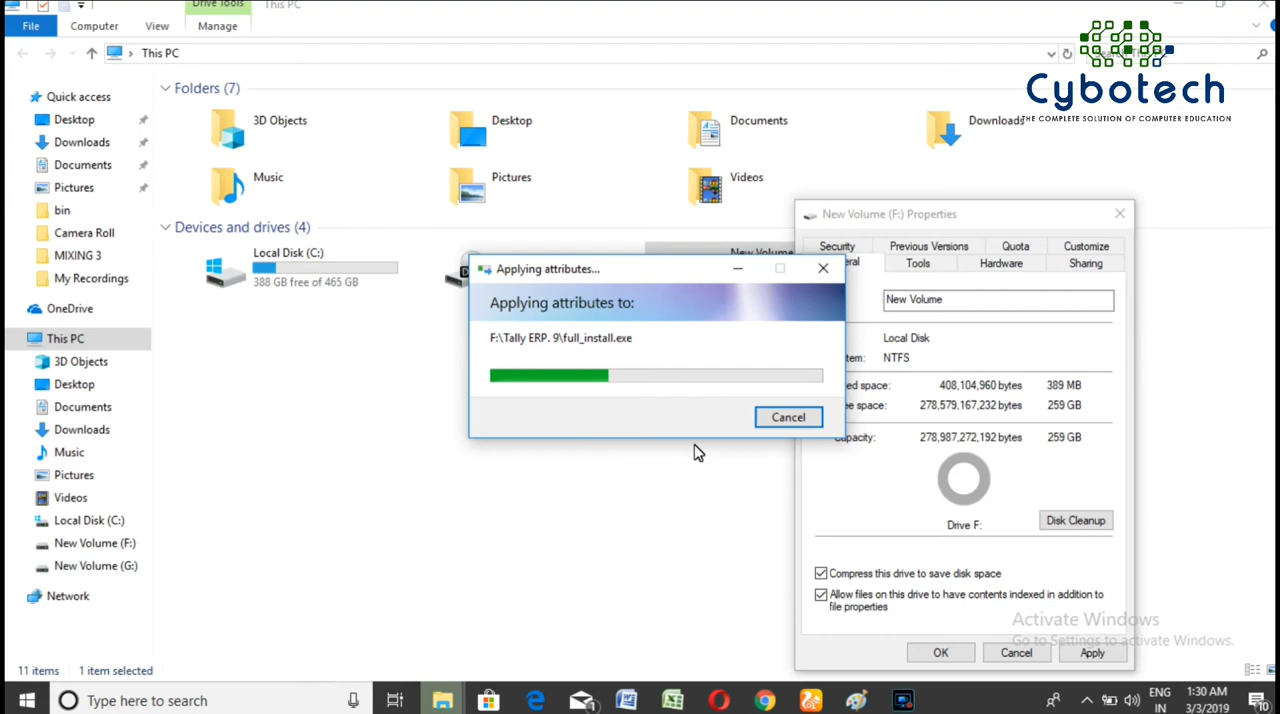 Drive Tools
This PC
File
Computer
View
Manage
This PC
Cybotech
THE COMPLETE SOLUTION OF COMPUTER EDUCATION
Quick access
Desktop
Downloads
Documents
Pictures
bin
Camera Roll
MIXING 3
My Recordings
OneDrive
This PC
3D Objects
Desktop
Documents
Downloads
Music
Pictures
Videos
Local Disk (C:)
New Volume (F:)
New Volume (G:)
Network
Folders (7)
3D Objects
Desktop
Documents
Downloads
Music
Pictures
Videos
Devices and drives (4)
Local Disk (C:)
388 GB free of 465 GB
New Volume
Applying attributes...
Applying attributes to:
F:\Tally ERP. 9\full_install.exe
Cancel
New Volume (F:) Properties
Security
Previous Versions
Quota
Customize
Tools
Hardware
Sharing
New Volume
Local Disk
NTFS
space: 408,104,960 bytes 389 MB
space: 278,579,167,232 bytes 259 GB
Capacity: 278,987,272,192 bytes 259 GB
Drive F:
Disk Cleanup
Compress this drive to save disk space
Allow files on this drive to have contents indexed in addition to
file properties
Activate Windows
Go to Settings to activate Windows.
OK
Cancel
Apply
11 items
1 item selected
Type here to search
ENG
IN
1:30 AM
3/3/2019
10